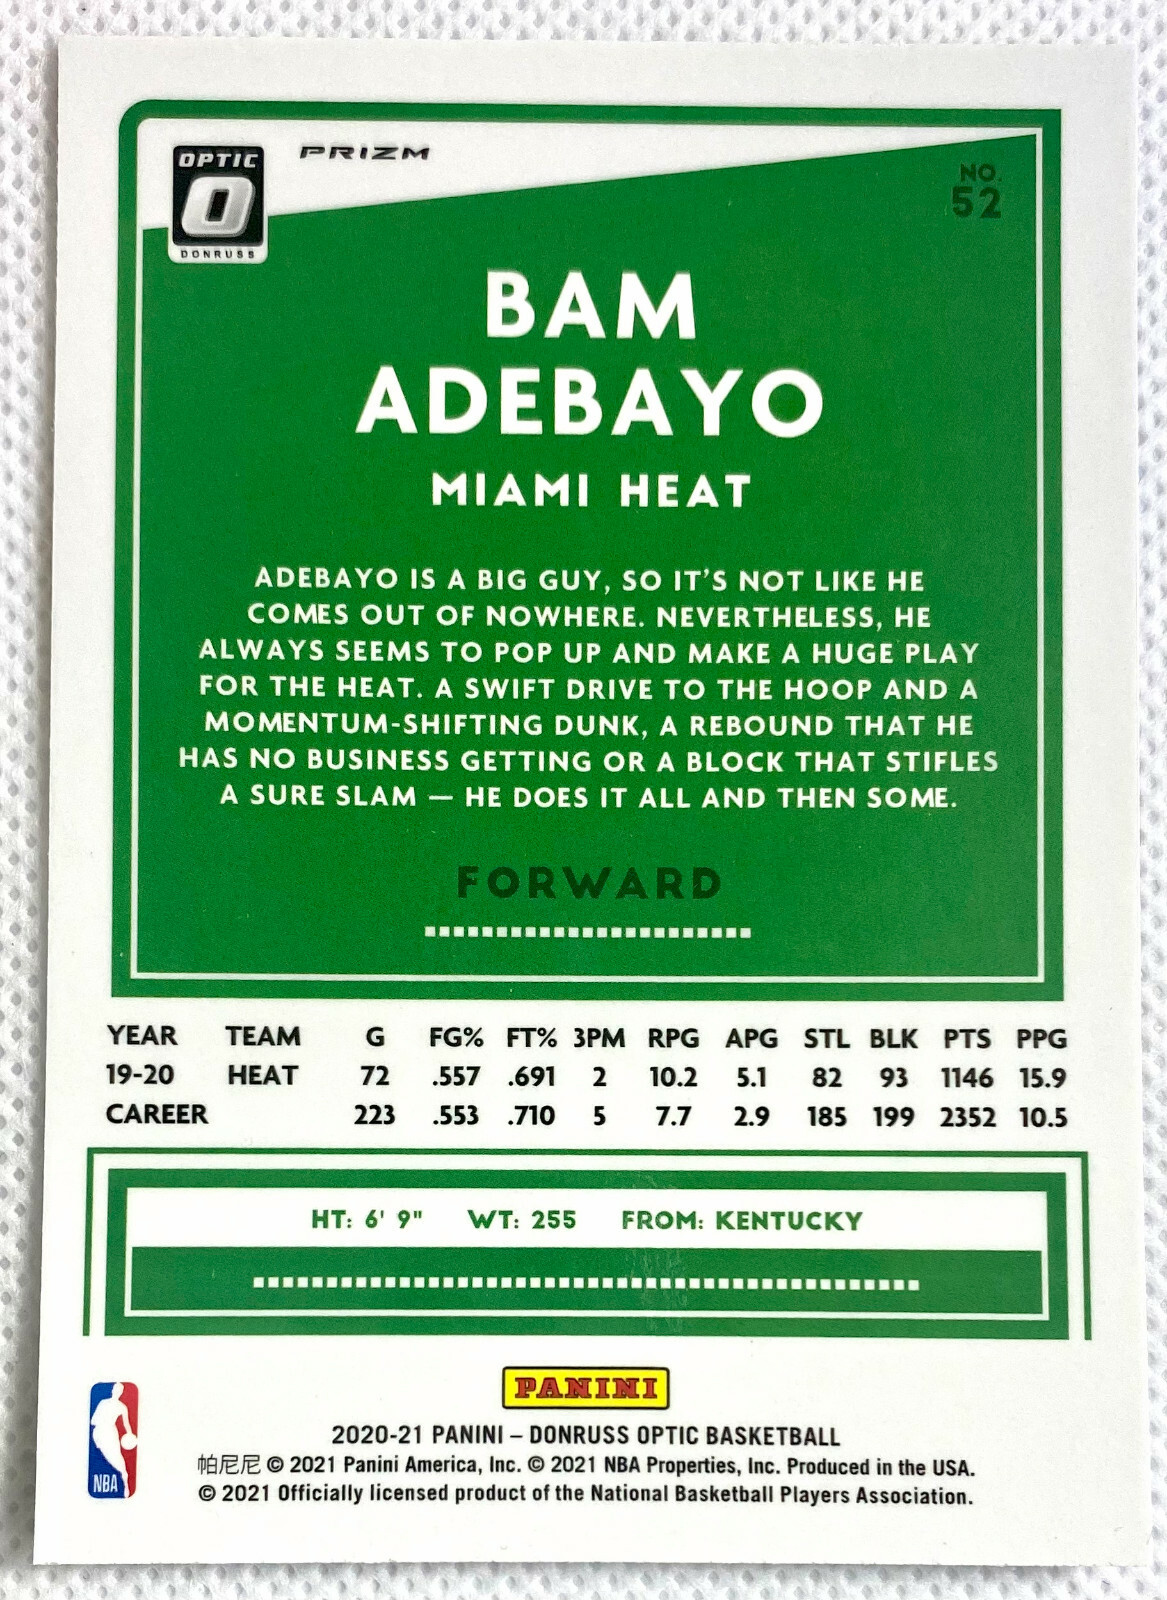 OPTIC
O
DONRUSS
PRIZM
NO.
52
BAM
ADEBAYO
MIAMI HEAT
ADEBAYO IS A BIG GUY, SO IT'S NOT LIKE HE
COMES OUT OF NOWHERE. NEVERTHELESS, HE
ALWAYS SEEMS TO POP UP AND MAKE A HUGE PLAY
FOR THE HEAT. A SWIFT DRIVE TO THE HOOP AND A
MOMENTUM-SHIFTING DUNK, A REBOUND THAT HE
HAS NO BUSINESS GETTING OR A BLOCK THAT STIFLES
A SURE SLAM — HE DOES IT ALL AND THEN SOME.
FORWARD
YEAR TEAM G FG% FT% 3PM RPG APG STL BLK PTS PPG
19-20 HEAT 72 .557 .691 2 10.2 5.1 82 93 1146 15.9
CAREER 223 .553 .710 5 7.7 2.9 185 199 2352 10.5
HT: 6' 9" WT: 255 FROM: KENTUCKY
PANINI
NBA
2020-21 PANINI – DONRUSS OPTIC BASKETBALL
帕尼尼 © 2021 Panini America, Inc. © 2021 NBA Properties, Inc. Produced in the USA.
© 2021 Officially licensed product of the National Basketball Players Association.